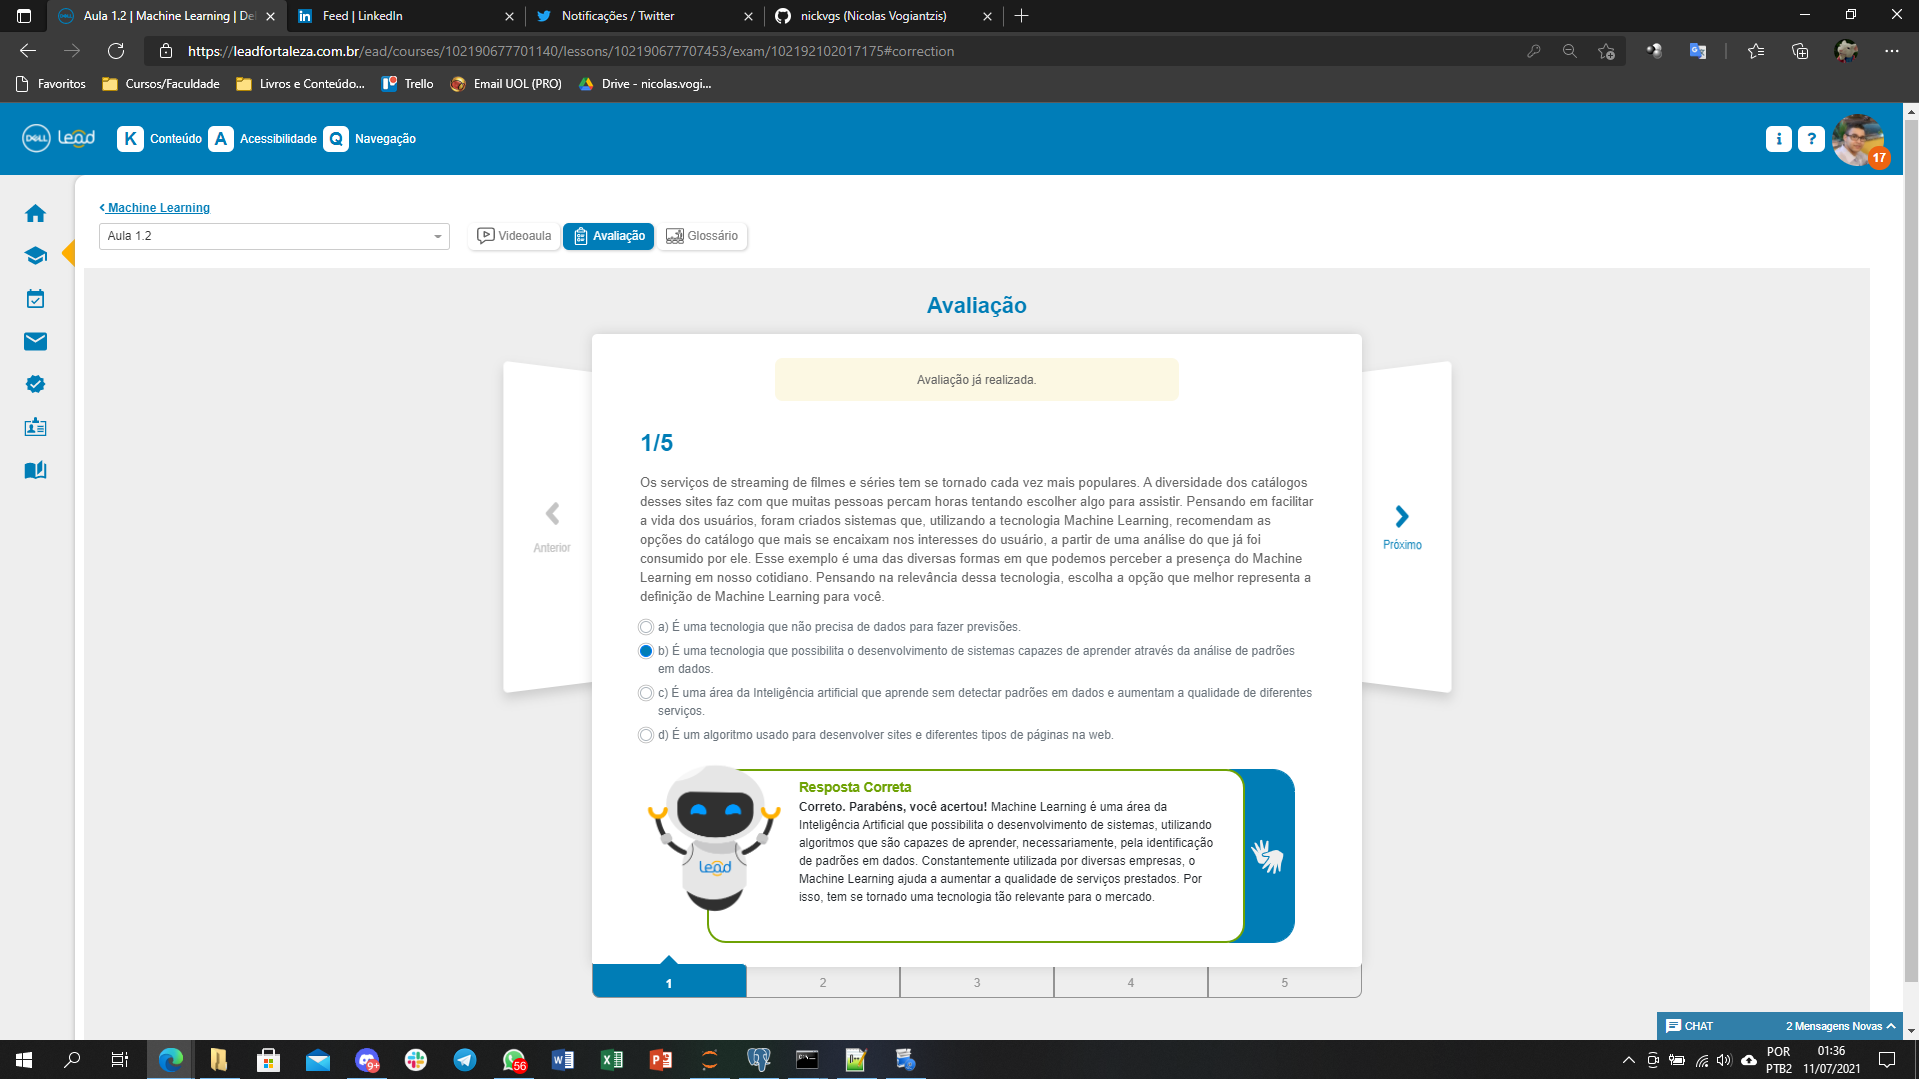 Aula 1.2 | Machine Learning | De
Feed | LinkedIn
Notificações / Twitter
nickvgs (Nicolas Vogiantzis)
https://leadfortaleza.com.br/ead/courses/102190677701140/lessons/102190677707453/exam/102192102017175#correction
Favoritos
Cursos/Faculdade
Livros e Conteúdo...
Trello
Email UOL (PRO)
Drive - nicolas.vogi...
DELL Lead
K Conteúdo
A Acessibilidade
Q Navegação
i
?
17
Machine Learning
Aula 1.2
Videoaula
Avaliação
Glossário
Avaliação
Avaliação já realizada.
1/5
Os serviços de streaming de filmes e séries tem se tornado cada vez mais populares. A diversidade dos catálogos
desses sites faz com que muitas pessoas percam horas tentando escolher algo para assistir. Pensando em facilitar
a vida dos usuários, foram criados sistemas que, utilizando a tecnologia Machine Learning, recomendam as
opções do catálogo que mais se encaixam nos interesses do usuário, a partir de uma análise do que já foi
consumido por ele. Esse exemplo é uma das diversas formas em que podemos perceber a presença do Machine
Learning em nosso cotidiano. Pensando na relevância dessa tecnologia, escolha a opção que melhor representa a
definição de Machine Learning para você.
Anterior
Próximo
a) É uma tecnologia que não precisa de dados para fazer previsões.
b) É uma tecnologia que possibilita o desenvolvimento de sistemas capazes de aprender através da análise de padrões
em dados.
c) É uma área da Inteligência artificial que aprende sem detectar padrões em dados e aumentam a qualidade de diferentes
serviços.
d) É um algoritmo usado para desenvolver sites e diferentes tipos de páginas na web.
Resposta Correta
Correto. Parabéns, você acertou! Machine Learning é uma área da
Inteligência Artificial que possibilita o desenvolvimento de sistemas, utilizando
algoritmos que são capazes de aprender, necessariamente, pela identificação
de padrões em dados. Constantemente utilizada por diversas empresas, o
Machine Learning ajuda a aumentar a qualidade de serviços prestados. Por
isso, tem se tornado uma tecnologia tão relevante para o mercado.
Lead
1
2
3
4
5
CHAT
2 Mensagens Novas
9+
56
POR
PTB2
01:36
11/07/2021